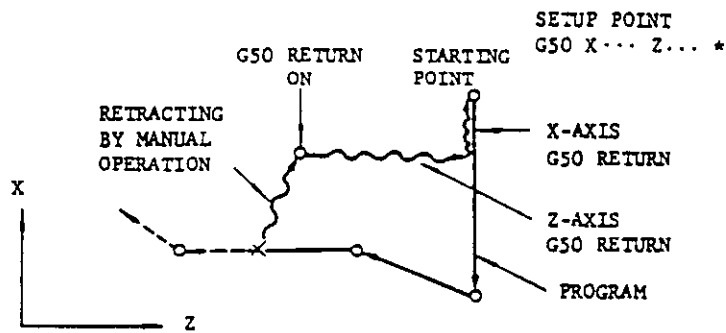 SETUP POINT
G50 X ··· Z... *
G50 RETURN
ON
STARTING
POINT
RETRACTING
BY MANUAL
OPERATION
X-AXIS
G50 RETURN
Z-AXIS
G50 RETURN
PROGRAM
X
Z